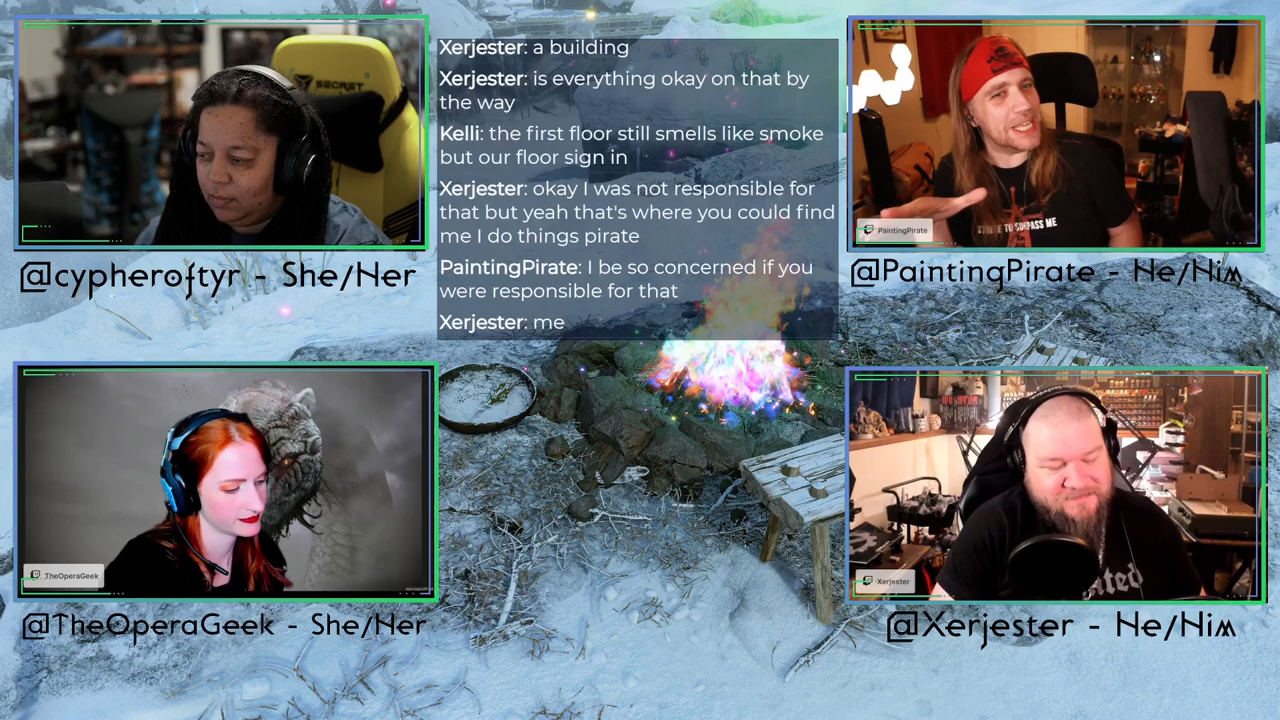 SECRET
Xerjester: a building
Xerjester: is everything okay on that by
the way
Kelli: the first floor still smells like smoke
but our floor sign in
Xerjester: okay I was not responsible for
that but yeah that's where you could find
me I do things pirate
PaintingPirate: I be so concerned if you
were responsible for that
Xerjester: me
PaintingPirate
TO SURPASS ME
@cypheroftyr - She/Her
@PaintingPirate - He/Him
TheOperaGeek
Xerjester
@TheOperaGeek - She/Her
@Xerjester - He/Him